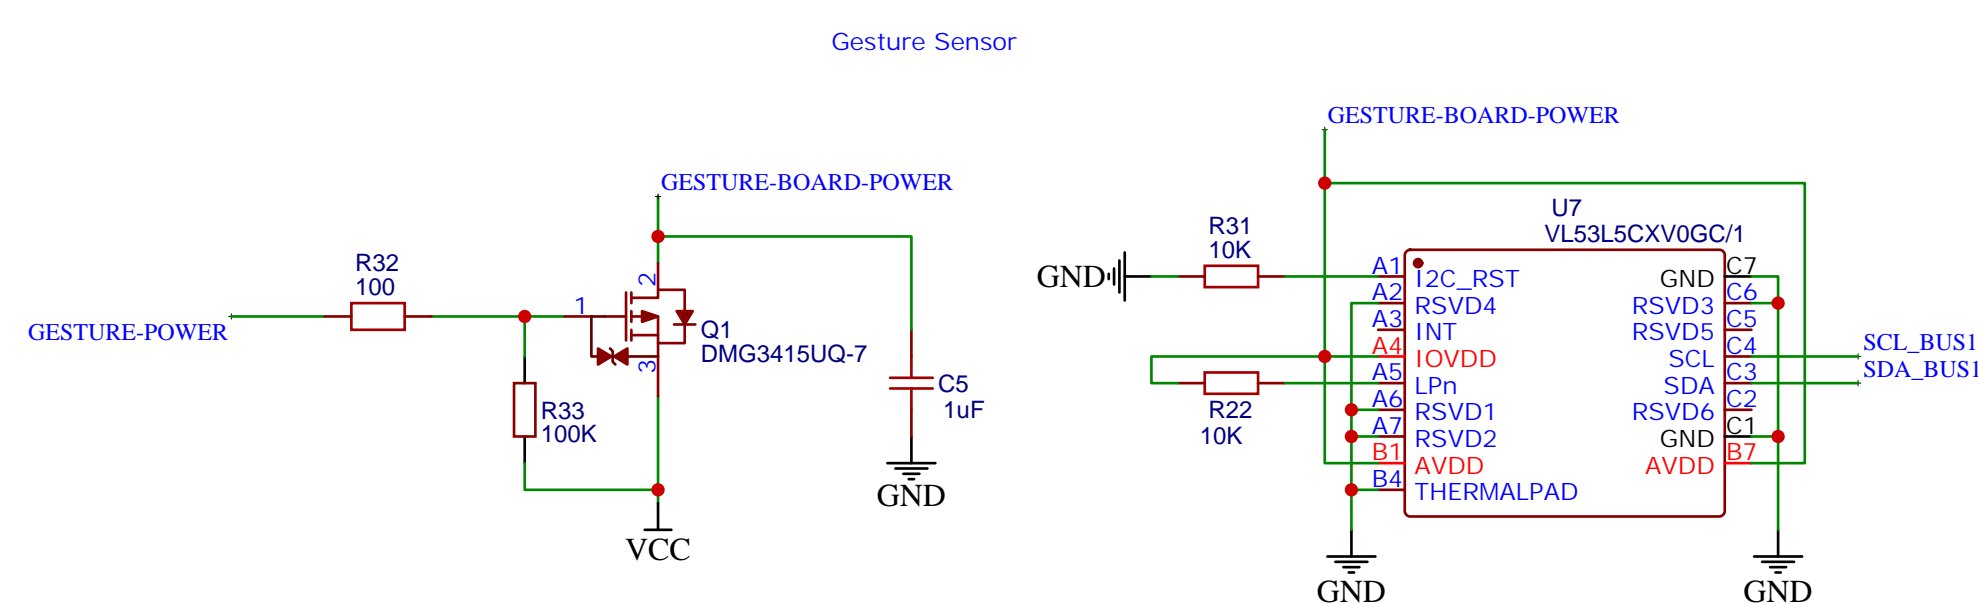 Gesture Sensor
GESTURE-BOARD-POWER
GESTURE-POWER
R32
100
R33
100K
1
2
3
Q1
DMG3415UQ-7
VCC
C5
1uF
GND
GESTURE-BOARD-POWER
U7
VL53L5CXV0GC/1
R31
10K
GND
R22
10K
A1 I2C_RST
A2 RSVD4
A3 INT
A4 IOVDD
A5 LPn
A6 RSVD1
A7 RSVD2
B1 AVDD
B4 THERMALPAD
GND C7
RSVD3 C6
RSVD5 C5
SCL C4
SDA C3
RSVD6 C2
GND C1
AVDD B7
SCL_BUS1
SDA_BUS1
GND
GND